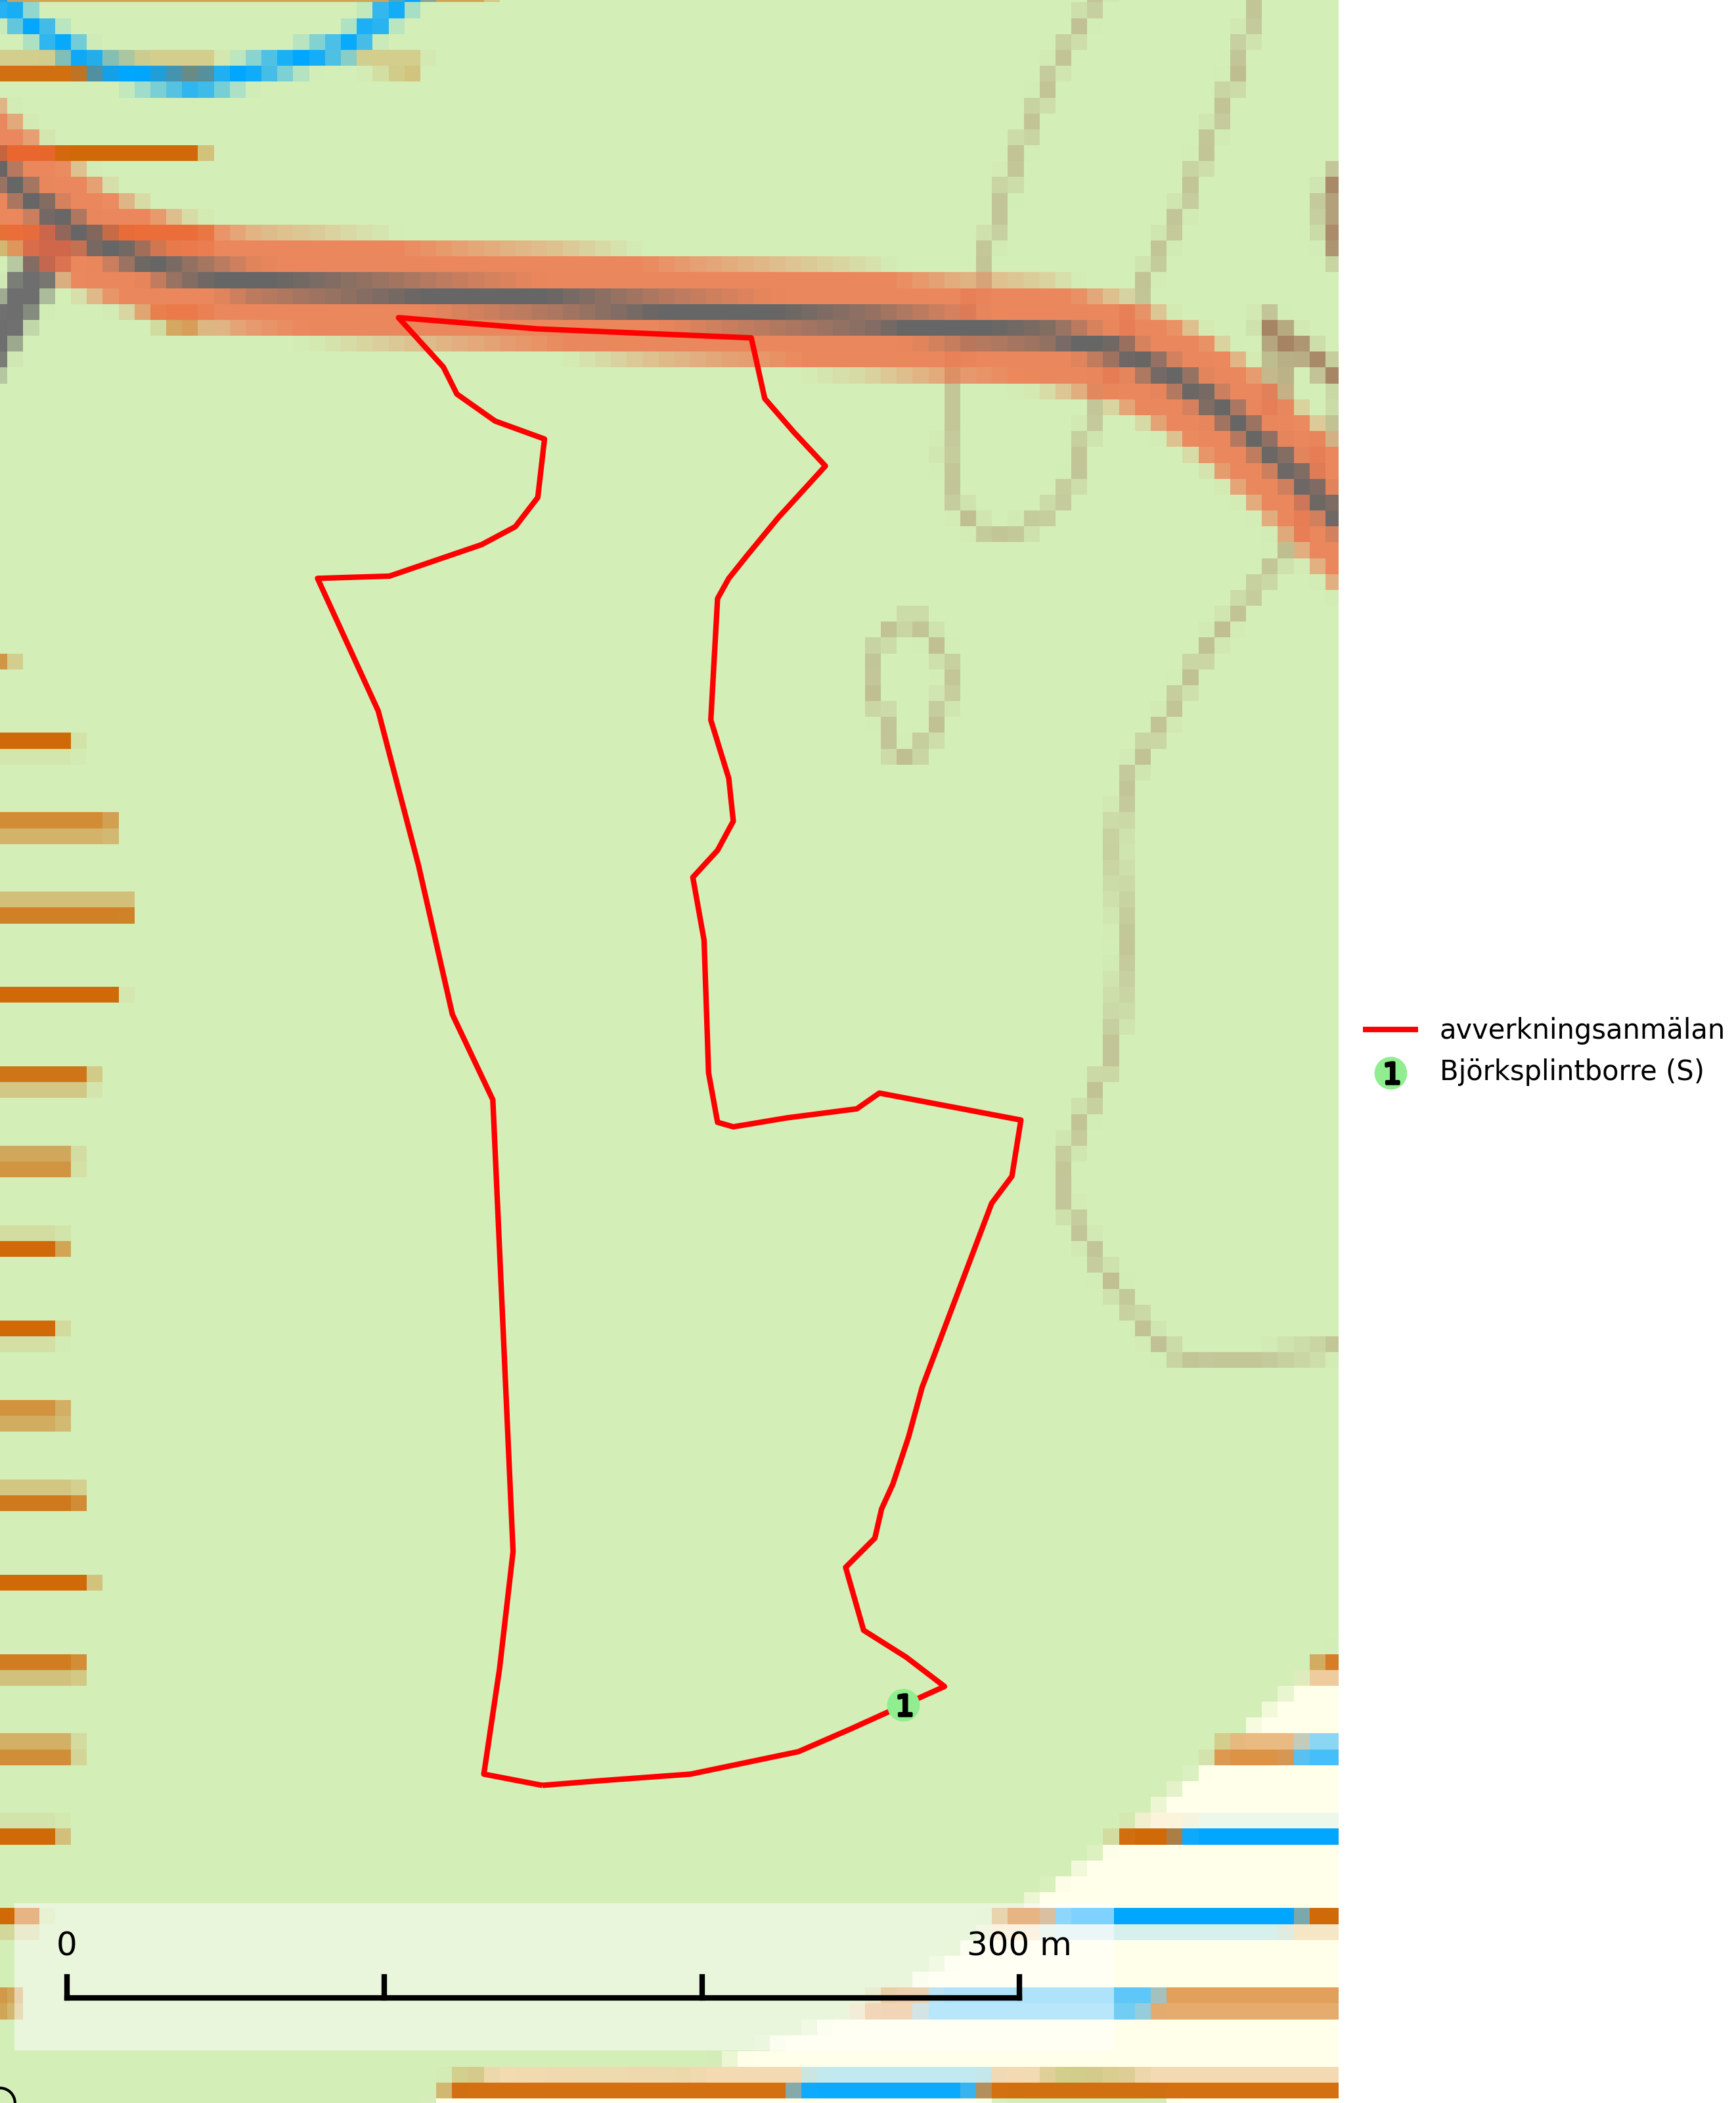 avverkningsanmälan
1 Björksplintborre (S)
1
0 300 m